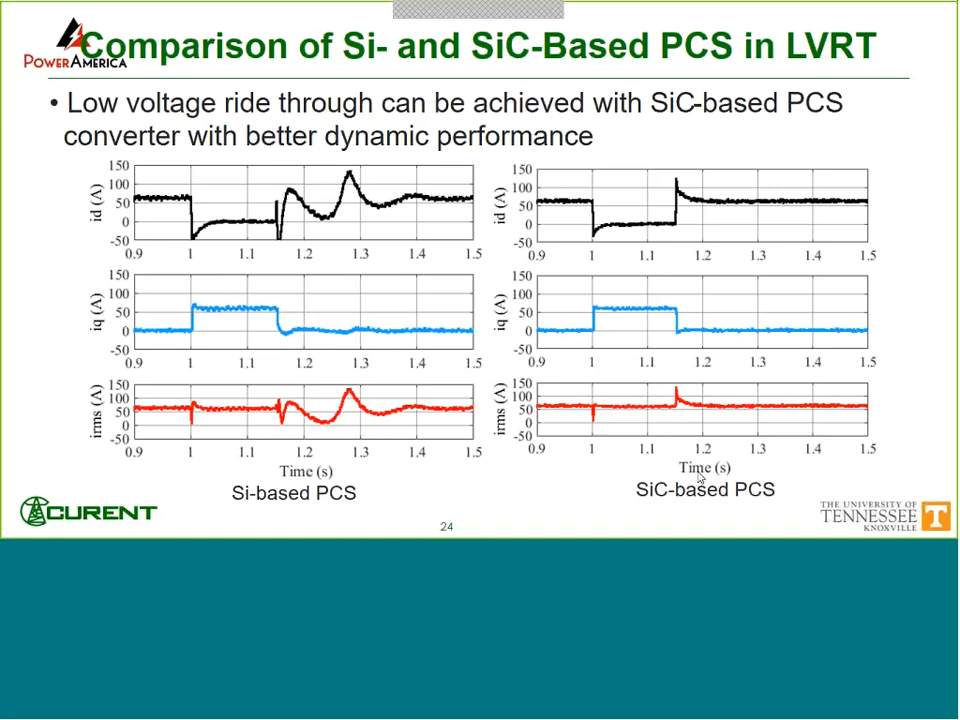 Comparison of Si- and SiC-Based PCS in LVRT
POWERAMERICA
• Low voltage ride through can be achieved with SiC-based PCS
converter with better dynamic performance
id (A)
150
100
50
0
-50
0.9 1 1.1 1.2 1.3 1.4 1.5
iq (A)
150
100
50
0
-50
0.9 1 1.1 1.2 1.3 1.4 1.5
irms (A)
150
100
50
0
-50
0.9 1 1.1 1.2 1.3 1.4 1.5
Time (s)
Si-based PCS
id (A)
150
100
50
0
-50
0.9 1 1.1 1.2 1.3 1.4 1.5
iq (A)
150
100
50
0
-50
0.9 1 1.1 1.2 1.3 1.4 1.5
irms (A)
150
100
50
0
-50
0.9 1 1.1 1.2 1.3 1.4 1.5
Time (s)
SiC-based PCS
CURENT
24
THE UNIVERSITY OF
TENNESSEE
KNOXVILLE
T